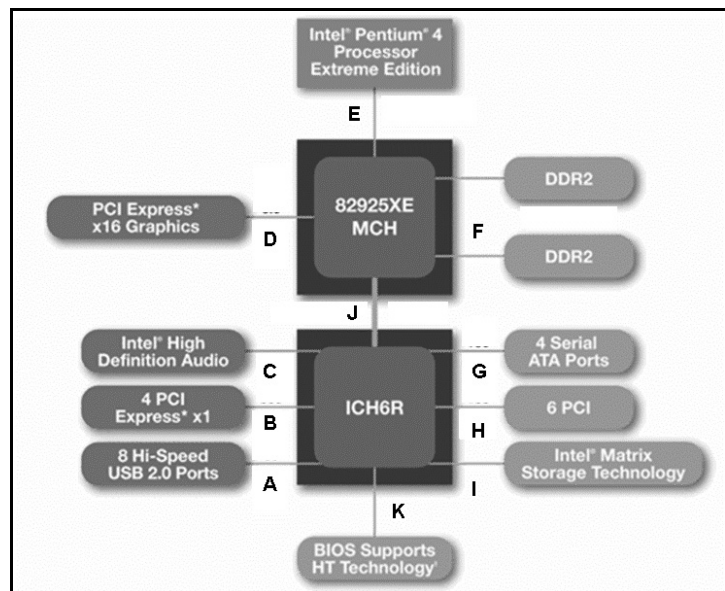 Intel® Pentium® 4
Processor
Extreme Edition
E
82925XE
MCH
DDR2
PCI Express*
x16 Graphics
D
F
DDR2
J
Intel® High
Definition Audio
C
G
4 Serial
ATA Ports
4 PCI
Express* x1
B
ICH6R
H
6 PCI
8 Hi-Speed
USB 2.0 Ports
A
I
Intel® Matrix
Storage Technology
K
BIOS Supports
HT Technology